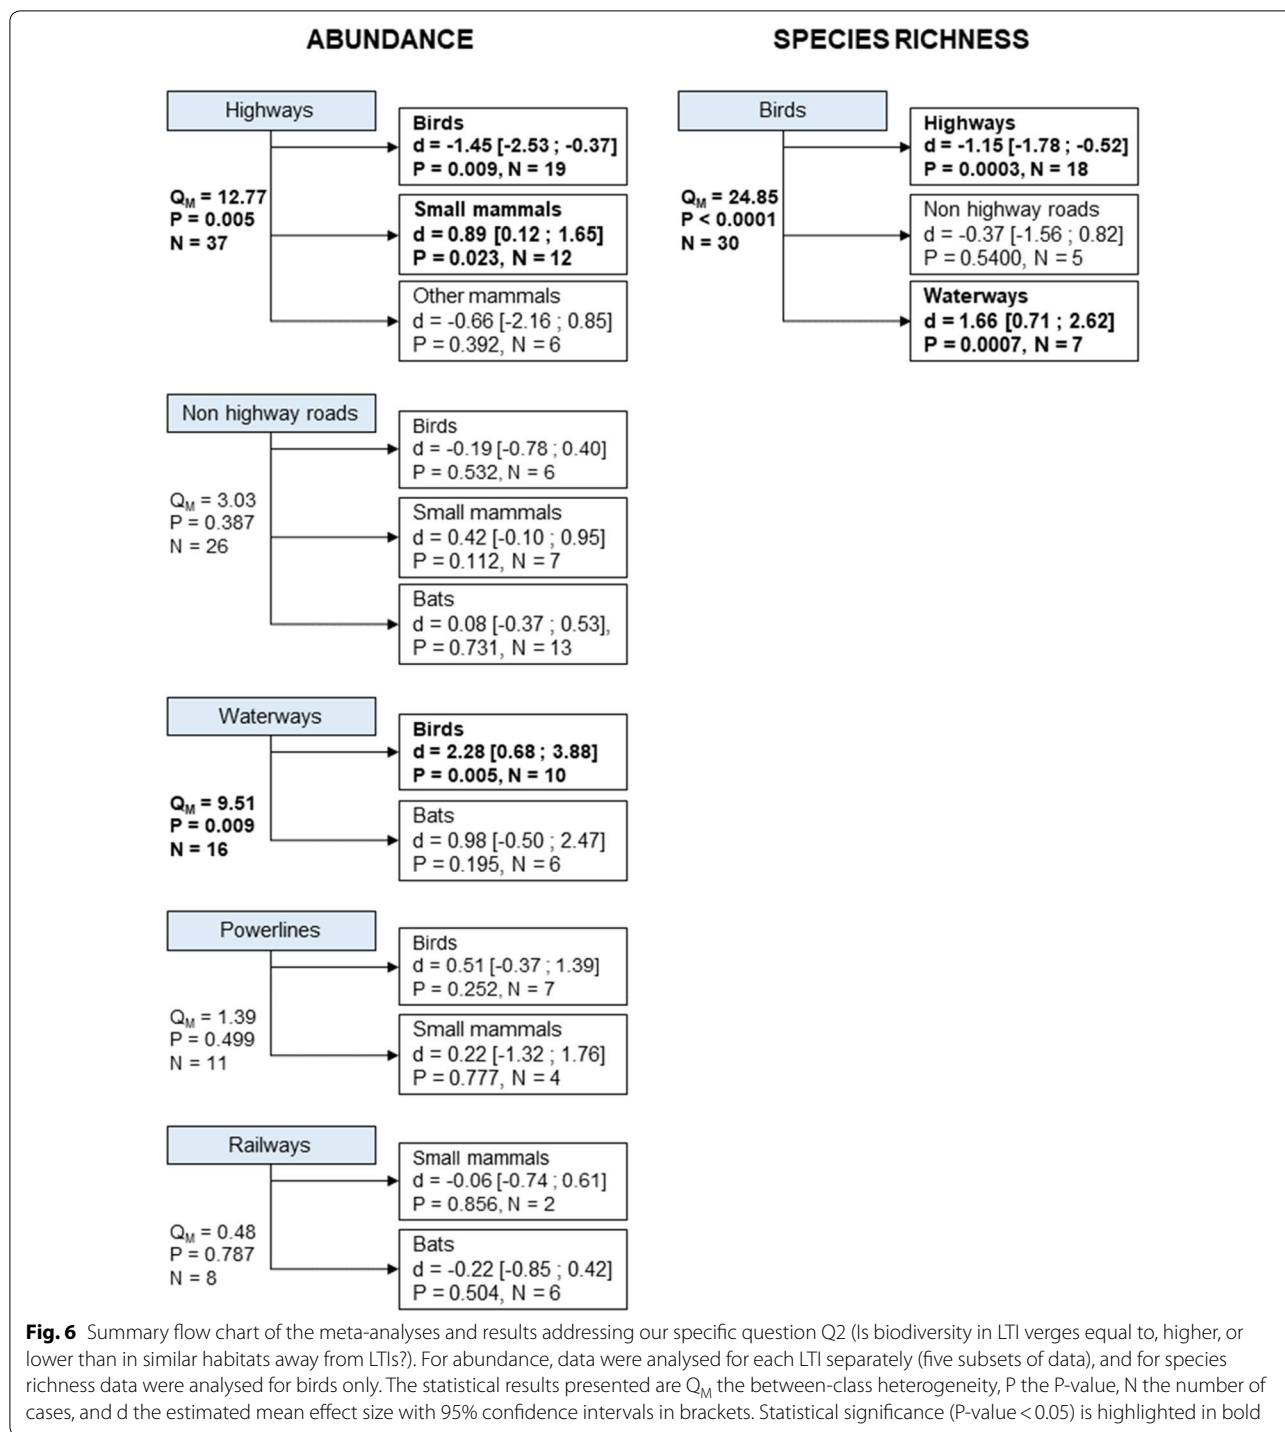 ABUNDANCE
Highways
Q_M = 12.77
P = 0.005
N = 37
Birds
d = -1.45 [-2.53 ; -0.37]
P = 0.009, N = 19
Small mammals
d = 0.89 [0.12 ; 1.65]
P = 0.023, N = 12
Other mammals
d = -0.66 [-2.16 ; 0.85]
P = 0.392, N = 6
Non highway roads
Q_M = 3.03
P = 0.387
N = 26
Birds
d = -0.19 [-0.78 ; 0.40]
P = 0.532, N = 6
Small mammals
d = 0.42 [-0.10 ; 0.95]
P = 0.112, N = 7
Bats
d = 0.08 [-0.37 ; 0.53],
P = 0.731, N = 13
Waterways
Q_M = 9.51
P = 0.009
N = 16
Birds
d = 2.28 [0.68 ; 3.88]
P = 0.005, N = 10
Bats
d = 0.98 [-0.50 ; 2.47]
P = 0.195, N = 6
Powerlines
Q_M = 1.39
P = 0.499
N = 11
Birds
d = 0.51 [-0.37 ; 1.39]
P = 0.252, N = 7
Small mammals
d = 0.22 [-1.32 ; 1.76]
P = 0.777, N = 4
Railways
Q_M = 0.48
P = 0.787
N = 8
Small mammals
d = -0.06 [-0.74 ; 0.61]
P = 0.856, N = 2
Bats
d = -0.22 [-0.85 ; 0.42]
P = 0.504, N = 6
SPECIES RICHNESS
Birds
Q_M = 24.85
P < 0.0001
N = 30
Highways
d = -1.15 [-1.78 ; -0.52]
P = 0.0003, N = 18
Non highway roads
d = -0.37 [-1.56 ; 0.82]
P = 0.5400, N = 5
Waterways
d = 1.66 [0.71 ; 2.62]
P = 0.0007, N = 7
Fig. 6 Summary flow chart of the meta-analyses and results addressing our specific question Q2 (Is biodiversity in LTI verges equal to, higher, or
lower than in similar habitats away from LTIs?). For abundance, data were analysed for each LTI separately (five subsets of data), and for species
richness data were analysed for birds only. The statistical results presented are Q_M the between-class heterogeneity, P the P-value, N the number of
cases, and d the estimated mean effect size with 95% confidence intervals in brackets. Statistical significance (P-value < 0.05) is highlighted in bold